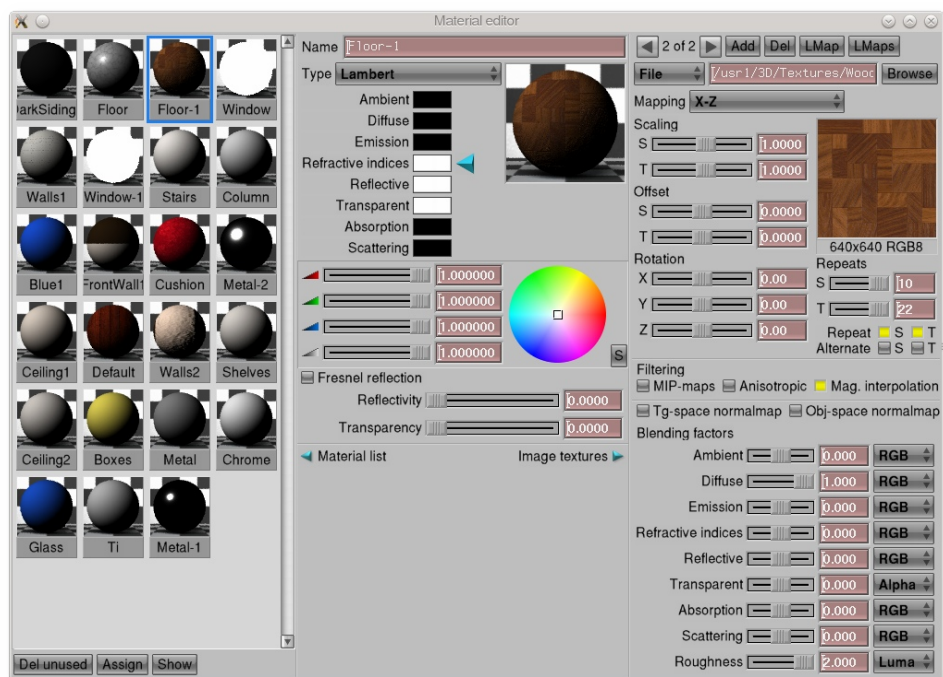 Material editor
arkSiding Floor Floor-1 Window
Walls1 Window-1 Stairs Column
Blue1 FrontWall1 Cushion Metal-2
Ceiling1 Default Walls2 Shelves
Ceiling2 Boxes Metal Chrome
Glass Ti Metal-1
Del unused Assign Show
Name Floor-1
Type Lambert
Ambient
Diffuse
Emission
Refractive indices
Reflective
Transparent
Absorption
Scattering
1.000000
1.000000
1.000000
1.000000
S
Fresnel reflection
Reflectivity 0.0000
Transparency 0.0000
Material list Image textures
2 of 2 Add Del LMap LMaps
File /usr1/3D/Textures/Wood Browse
Mapping X-Z
Scaling
S 1.0000
T 1.0000
Offset
S 0.0000
T 0.0000
640x640 RGB8
Rotation
X 0.00
Y 0.00
Z 0.00
Repeats
S 10
T 22
Repeat S T
Alternate S T
Filtering
MIP-maps Anisotropic Mag. interpolation
Tg-space normalmap Obj-space normalmap
Blending factors
Ambient 0.000 RGB
Diffuse 1.000 RGB
Emission 0.000 RGB
Refractive indices 0.000 RGB
Reflective 0.000 RGB
Transparent 0.000 Alpha
Absorption 0.000 RGB
Scattering 0.000 RGB
Roughness 2.000 Luma